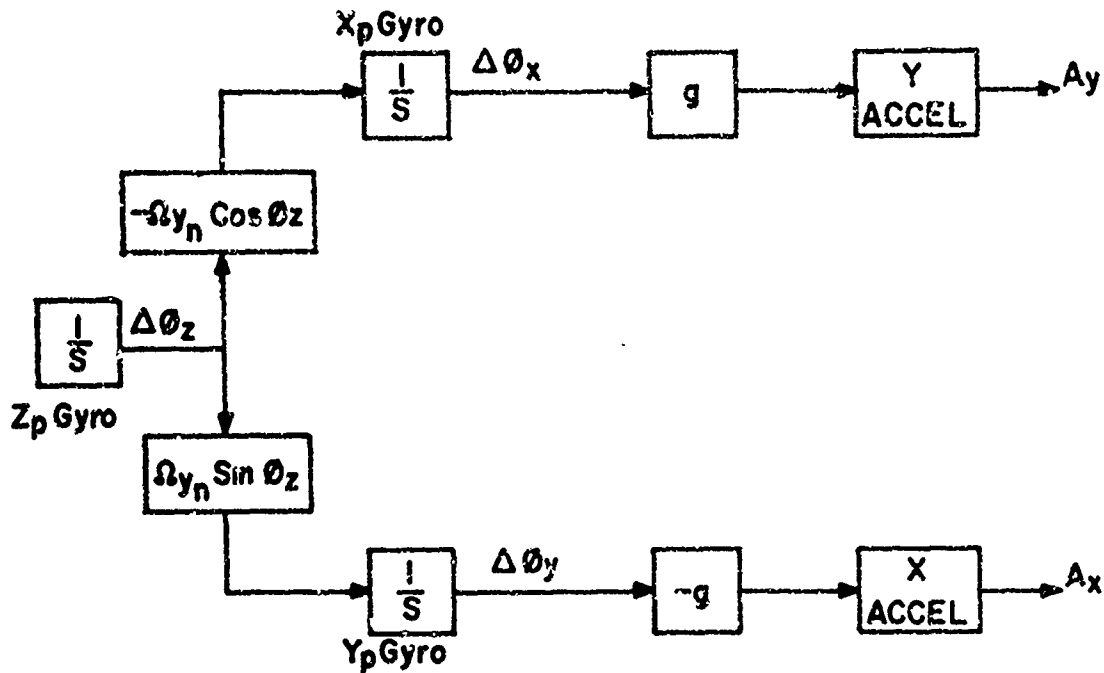 Xp Gyro
1
S
ΔØx
g
Y
ACCEL
Ay
-Ωyn Cos Øz
1
S
ΔØz
Zp Gyro
Ωyn Sin Øz
1
S
ΔØy
-g
X
ACCEL
Ax
Yp Gyro